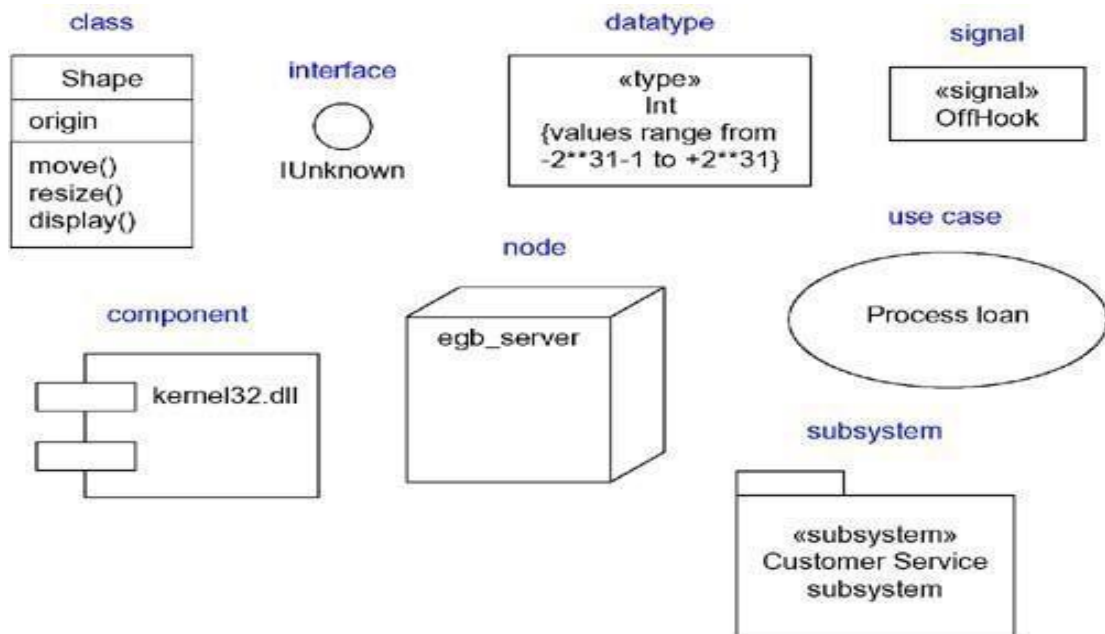 class
Shape
origin
move()
resize()
display()
interface
IUnknown
datatype
«type»
Int
{values range from
-2**31-1 to +2**31}
signal
«signal»
OffHook
component
kernel32.dll
node
egb_server
use case
Process loan
subsystem
«subsystem»
Customer Service
subsystem